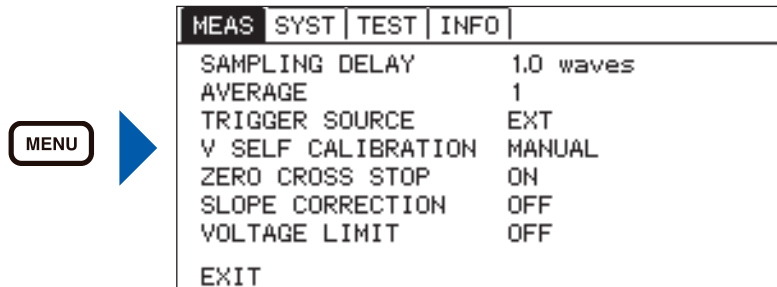 MENU
MEAS SYST TEST INFO
SAMPLING DELAY 1.0 waves
AVERAGE 1
TRIGGER SOURCE EXT
V SELF CALIBRATION MANUAL
ZERO CROSS STOP ON
SLOPE CORRECTION OFF
VOLTAGE LIMIT OFF
EXIT